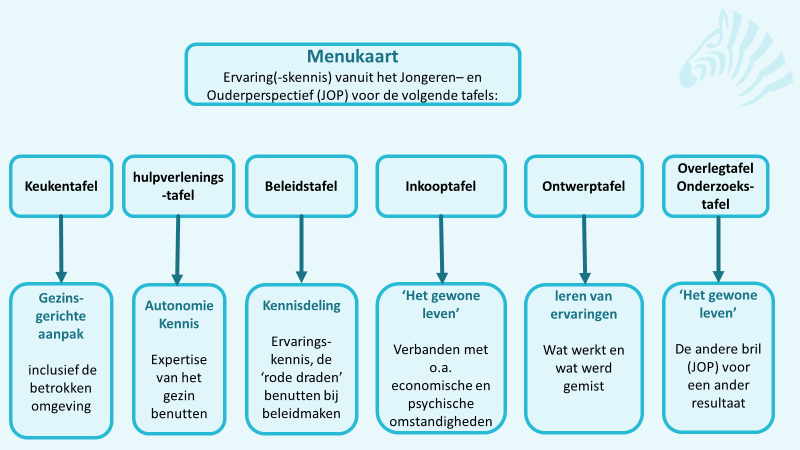 Menukaart
Ervaring(-skennis) vanuit het Jongeren– en
Ouderperspectief (JOP) voor de volgende tafels:
Keukentafel
hulpverlenings
-tafel
Beleidstafel
Inkooptafel
Ontwerptafel
Overlegtafel
Onderzoeks-
tafel
Gezins-
gerichte
aanpak
inclusief de
betrokken
omgeving
Autonomie
Kennis
Expertise
van het
gezin
benutten
Kennisdeling
Ervarings-
kennis, de
‘rode draden’
benutten bij
beleidmaken
‘Het gewone
leven’
Verbanden met
o.a.
economische en
psychische
omstandigheden
leren van
ervaringen
Wat werkt en
wat werd
gemist
‘Het gewone
leven’
De andere bril
(JOP) voor
een ander
resultaat